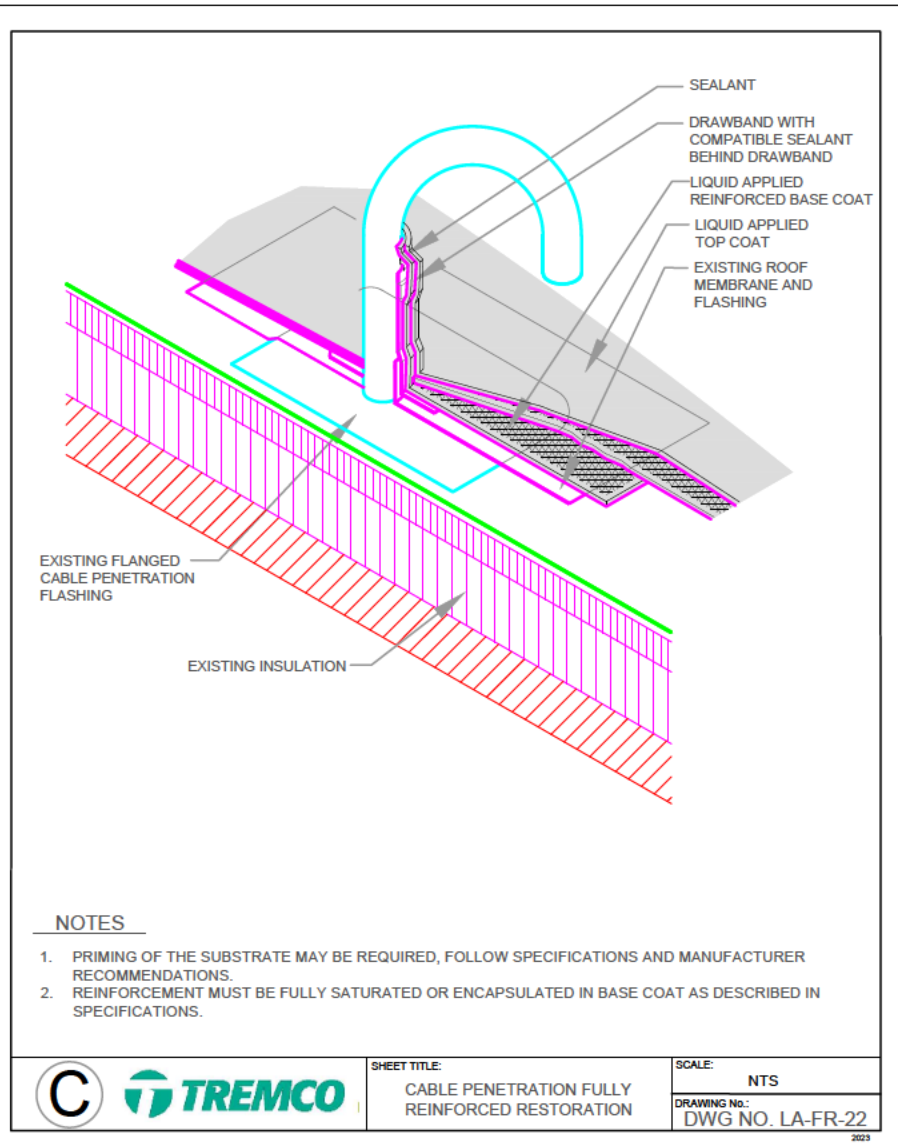 SEALANT
DRAWBAND WITH
COMPATIBLE SEALANT
BEHIND DRAWBAND
LIQUID APPLIED
REINFORCED BASE COAT
LIQUID APPLIED
TOP COAT
EXISTING ROOF
MEMBRANE AND
FLASHING
EXISTING FLANGED
CABLE PENETRATION
FLASHING
EXISTING INSULATION
NOTES
1. PRIMING OF THE SUBSTRATE MAY BE REQUIRED, FOLLOW SPECIFICATIONS AND MANUFACTURER
RECOMMENDATIONS.
2. REINFORCEMENT MUST BE FULLY SATURATED OR ENCAPSULATED IN BASE COAT AS DESCRIBED IN
SPECIFICATIONS.
C
TREMCO
SHEET TITLE:
CABLE PENETRATION FULLY
REINFORCED RESTORATION
SCALE:
NTS
DRAWING No.:
DWG NO. LA-FR-22
2023